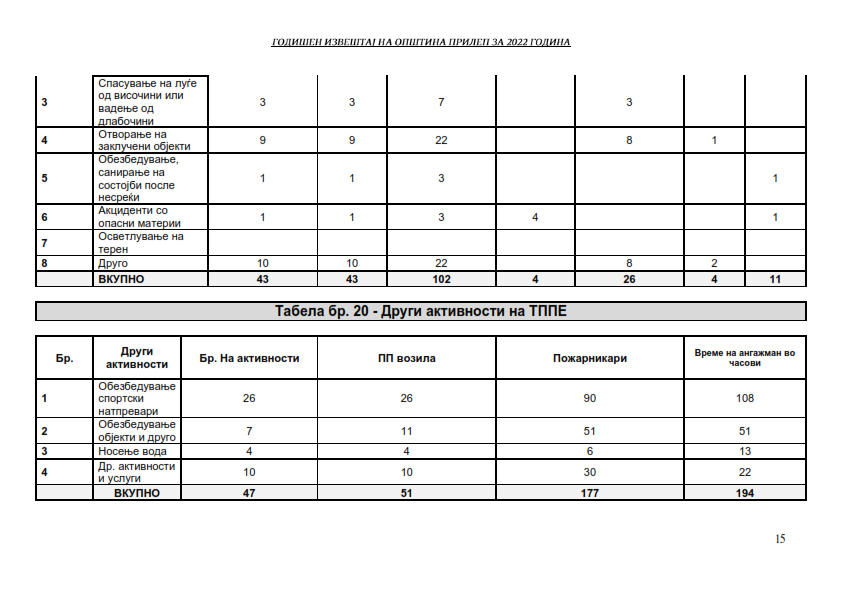 ГОДИШЕН ИЗВЕШТАЈ НА ОПШТИНА ПРИЛЕП ЗА 2022 ГОДИНА
Спасување на луѓе
од височини или
3 3 3 7 3
вадење од
длабочини
4 Отворање на
заклучени објекти 9 9 22 8 1
Обезбедување,
санирање на
5 1 1 3 1
состојби после
несреќи
6 Акциденти со
опасни материи 1 1 3 4 1
7 Осветлување на
терен
8 Друго 10 10 22 8 2
ВКУПНО 43 43 102 4 26 4 11
Табела бр. 20 - Други активности на ТППЕ
Бр. Други
активности Бр. На активности ПП возила Пожарникари Време на ангажман во
часови
Обезбедување
1 спортски 26 26 90 108
натпревари
2 Обезбедување
објекти и друго 7 11 51 51
3 Носење вода 4 4 6 13
4 Др. активности
и услуги 10 10 30 22
ВКУПНО 47 51 177 194
15